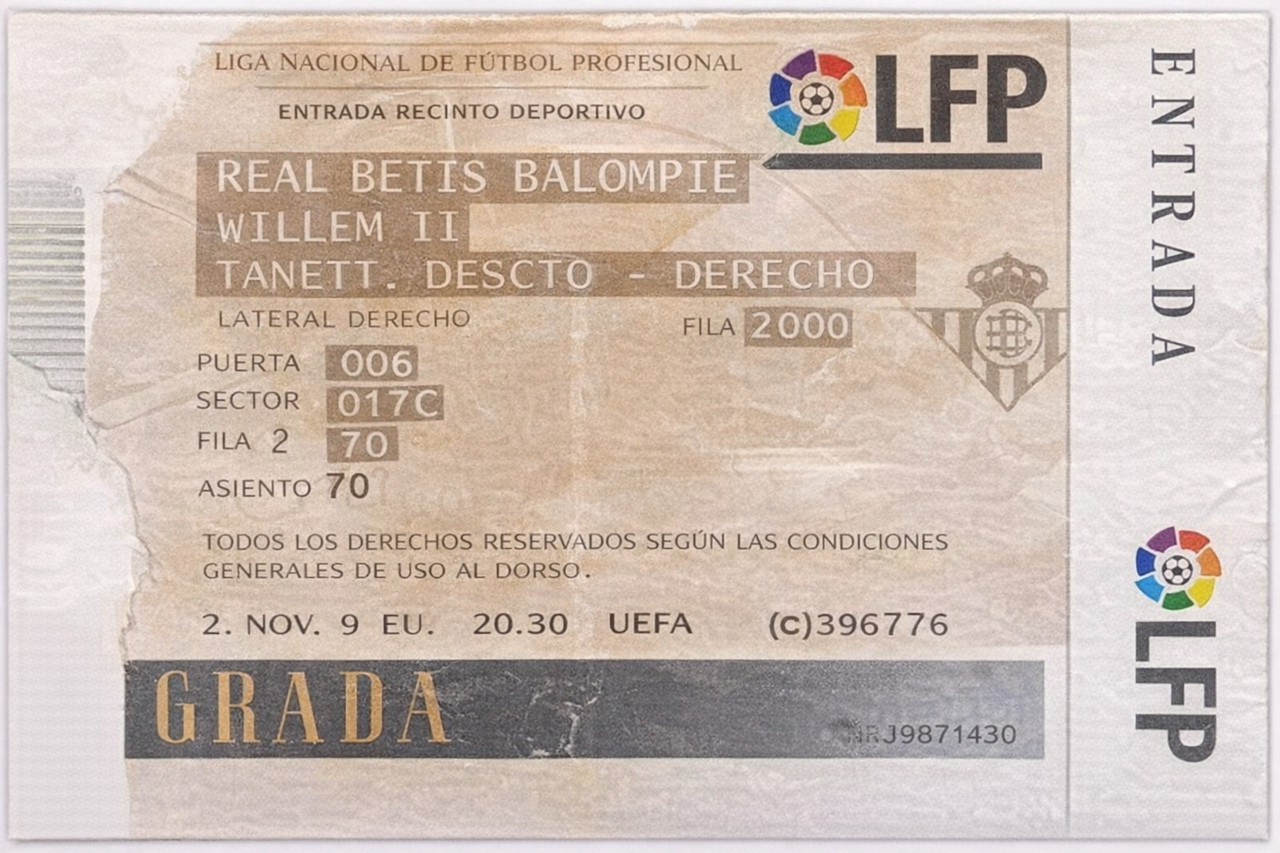 LIGA NACIONAL DE FÚTBOL PROFESIONAL
LFP
ENTRADA RECINTO DEPORTIVO
REAL BETIS BALOMPIE
WILLEM II
TANETT. DESCTO - DERECHO
LATERAL DERECHO FILA 2000
PUERTA 006
SECTOR 017C
FILA 2 70
ASIENTO 70
TODOS LOS DERECHOS RESERVADOS SEGÚN LAS CONDICIONES
GENERALES DE USO AL DORSO.
2. NOV. 9 EU. 20.30 UEFA (C)396776
GRADA
NRJ9871430
ENTRADA
LFP